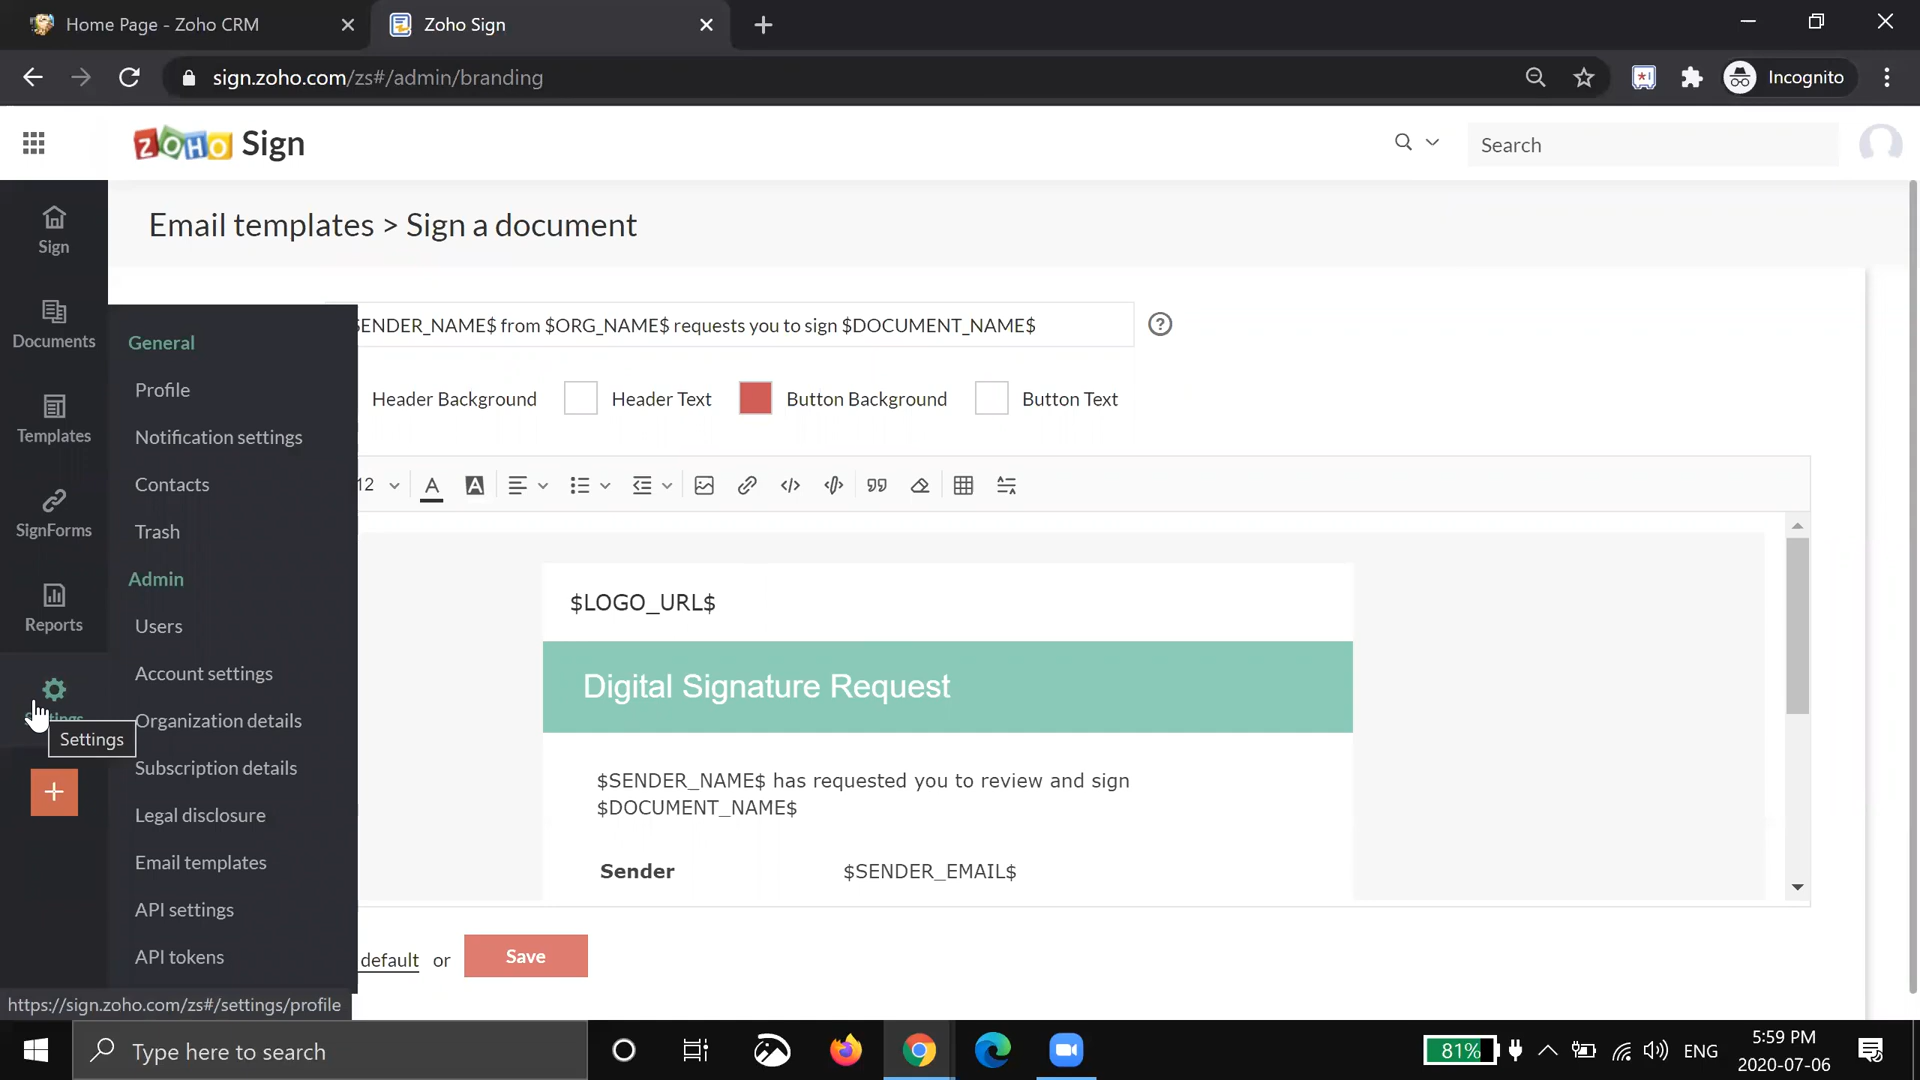 Home Page - Zoho CRM
Zoho Sign
sign.zoho.com/zs#/admin/branding
Incognito
ZOHO Sign
Search
Email templates > Sign a document
Sign
Documents
Templates
SignForms
Reports
Settings
General
Profile
Notification settings
Contacts
Trash
Admin
Users
Account settings
Organization details
Subscription details
Legal disclosure
Email templates
API settings
API tokens
SENDER_NAME$ from $ORG_NAME$ requests you to sign $DOCUMENT_NAME$
Header Background Header Text Button Background Button Text
12
$LOGO_URL$
Digital Signature Request
$SENDER_NAME$ has requested you to review and sign
$DOCUMENT_NAME$
Sender $SENDER_EMAIL$
default or Save
https://sign.zoho.com/zs#/settings/profile
Type here to search
81%
ENG
5:59 PM
2020-07-06